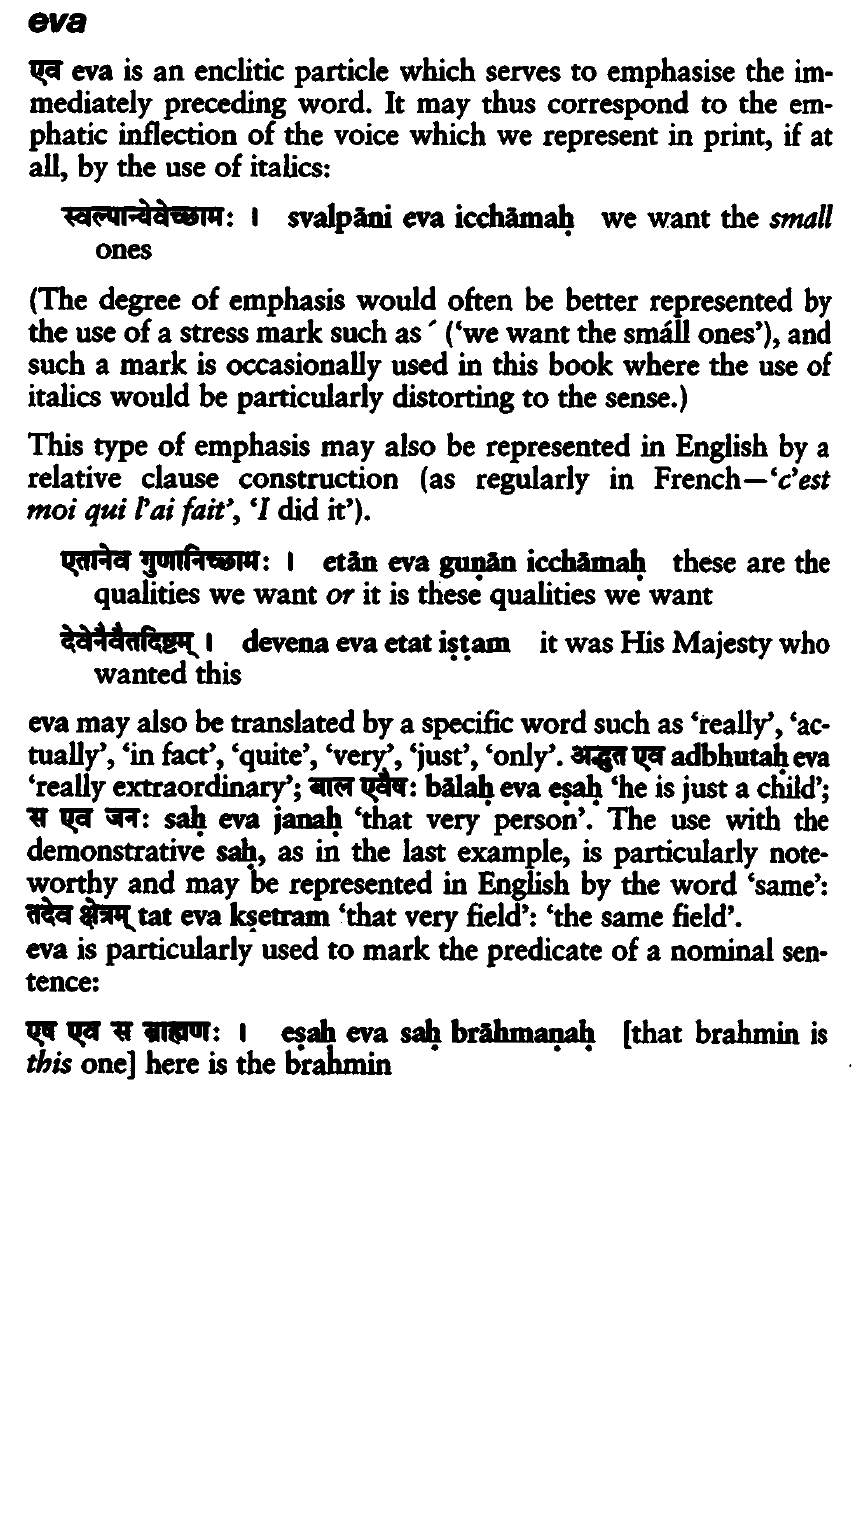 eva
एव eva is an enclitic particle which serves to emphasise the im-
mediately preceding word. It may thus correspond to the em-
phatic inflection of the voice which we represent in print, if at
all, by the use of italics:
स्वल्पान्येवेच्छामः । svalpāni eva icchāmaḥ we want the small
ones
(The degree of emphasis would often be better represented by
the use of a stress mark such as ´ (‘we want the smáll ones’), and
such a mark is occasionally used in this book where the use of
italics would be particularly distorting to the sense.)
This type of emphasis may also be represented in English by a
relative clause construction (as regularly in French—‘c’est
moi qui l’ai fait’, ‘I did it’).
एतानेव गुणानिच्छामः । etān eva guṇān icchāmaḥ these are the
qualities we want or it is these qualities we want
देवेनैवैतदिष्टम् । devena eva etat iṣṭam it was His Majesty who
wanted this
eva may also be translated by a specific word such as ‘really’, ‘ac-
tually’, ‘in fact’, ‘quite’, ‘very’, ‘just’, ‘only’. अद्भुत एव adbhutaḥ eva
‘really extraordinary’; बाल एवैषः bālaḥ eva eṣaḥ ‘he is just a child’;
स एव जनः saḥ eva janaḥ ‘that very person’. The use with the
demonstrative saḥ, as in the last example, is particularly note-
worthy and may be represented in English by the word ‘same’:
तदेव क्षेत्रम् tat eva kṣetram ‘that very field’: ‘the same field’.
eva is particularly used to mark the predicate of a nominal sen-
tence:
एष एव स ब्राह्मणः । eṣaḥ eva saḥ brāhmaṇaḥ [that brahmin is
this one] here is the brahmin